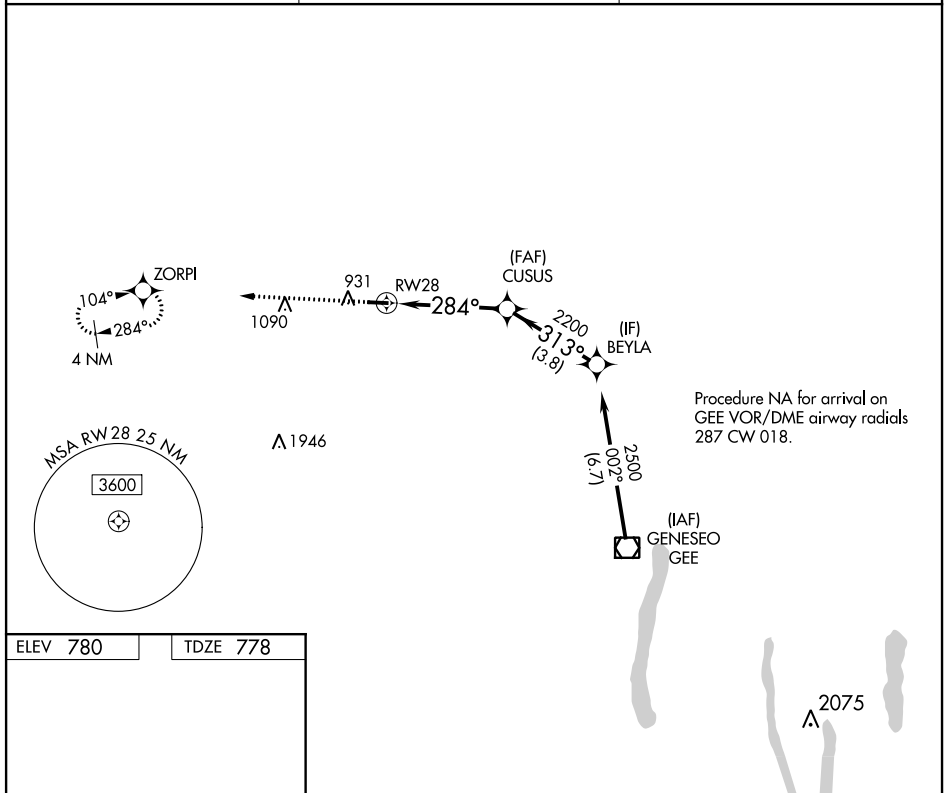 ZORPI
104°
284°
4 NM
1090
931
RW28
284°
(FAF)
CUSUS
2200
313°
(3.8)
(IF)
BEYLA
Procedure NA for arrival on
GEE VOR/DME airway radials
287 CW 018.
2500
002°
(6.7)
(IAF)
GENESEO
GEE
1946
MSA RW28 25 NM
3600
ELEV 780
TDZE 778
2075